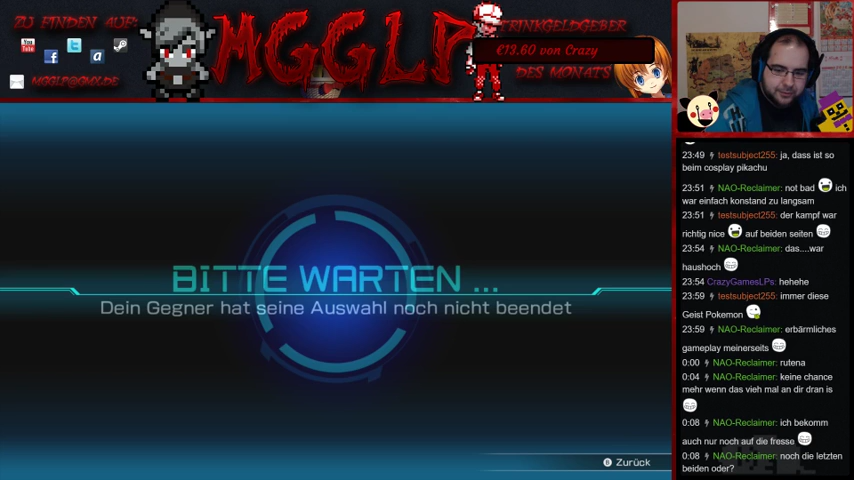 ZU FINDEN AUF:
You
Tube
MGGLP@GMX.DE
MGGLP
TRINKGELDGEBER
€13.60 von Crazy
DES MONATS
BITTE WARTEN ...
Dein Gegner hat seine Auswahl noch nicht beendet
B Zurück
23:49 testsubject255: ja, dass ist so
beim cosplay pikachu
23:51 NAO-Reclaimer: not bad ich
war einfach konstand zu langsam
23:51 testsubject255: der kampf war
richtig nice auf beiden seiten
23:54 NAO-Reclaimer: das....war
haushoch
23:54 CrazyGamesLPs: hehehe
23:59 testsubject255: immer diese
Geist Pokemon
23:59 NAO-Reclaimer: erbärmliches
gameplay meinerseits
0:00 NAO-Reclaimer: rutena
0:04 NAO-Reclaimer: keine chance
mehr wenn das vieh mal an dir dran is
0:08 NAO-Reclaimer: ich bekomm
auch nur noch auf die fresse
0:08 NAO-Reclaimer: noch die letzten
beiden oder?